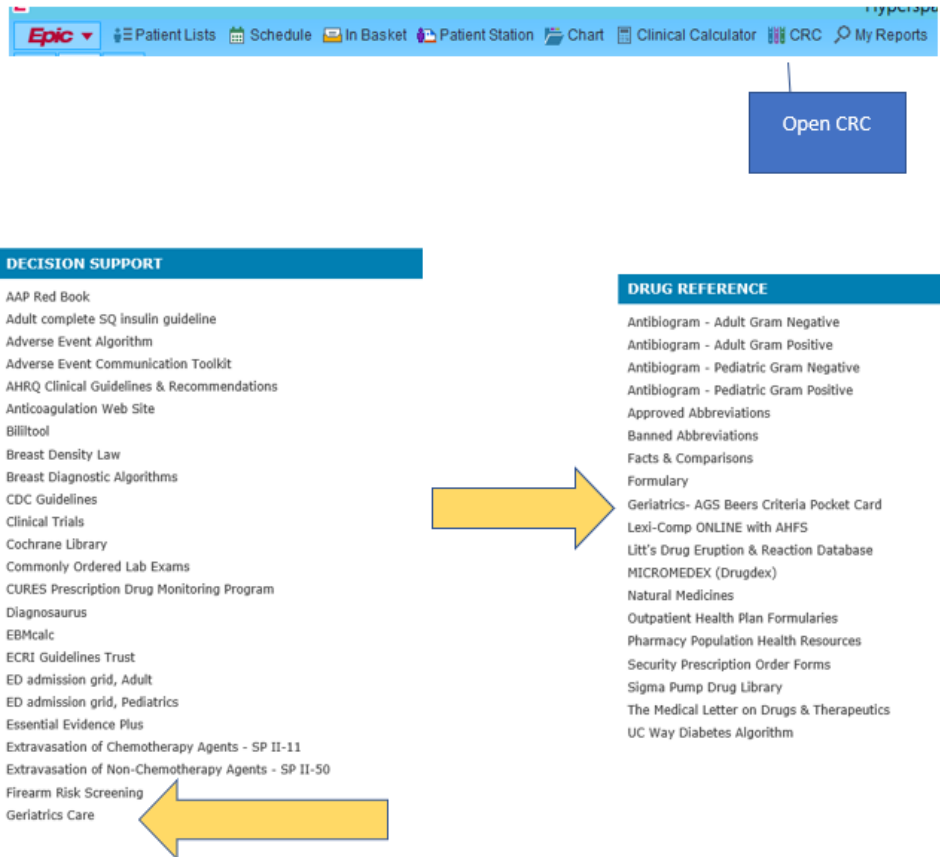 Epic Patient Lists Schedule In Basket Patient Station Chart Clinical Calculator CRC My Reports
Open CRC
DECISION SUPPORT
AAP Red Book
Adult complete SQ insulin guideline
Adverse Event Algorithm
Adverse Event Communication Toolkit
AHRQ Clinical Guidelines & Recommendations
Anticoagulation Web Site
Bililtool
Breast Density Law
Breast Diagnostic Algorithms
CDC Guidelines
Clinical Trials
Cochrane Library
Commonly Ordered Lab Exams
CURES Prescription Drug Monitoring Program
Diagnosaurus
EBMcalc
ECRI Guidelines Trust
ED admission grid, Adult
ED admission grid, Pediatrics
Essential Evidence Plus
Extravasation of Chemotherapy Agents - SP II-11
Extravasation of Non-Chemotherapy Agents - SP II-50
Firearm Risk Screening
Geriatrics Care
DRUG REFERENCE
Antibiogram - Adult Gram Negative
Antibiogram - Adult Gram Positive
Antibiogram - Pediatric Gram Negative
Antibiogram - Pediatric Gram Positive
Approved Abbreviations
Banned Abbreviations
Facts & Comparisons
Formulary
Geriatrics- AGS Beers Criteria Pocket Card
Lexi-Comp ONLINE with AHFS
Litt's Drug Eruption & Reaction Database
MICROMEDEX (Drugdex)
Natural Medicines
Outpatient Health Plan Formularies
Pharmacy Population Health Resources
Security Prescription Order Forms
Sigma Pump Drug Library
The Medical Letter on Drugs & Therapeutics
UC Way Diabetes Algorithm